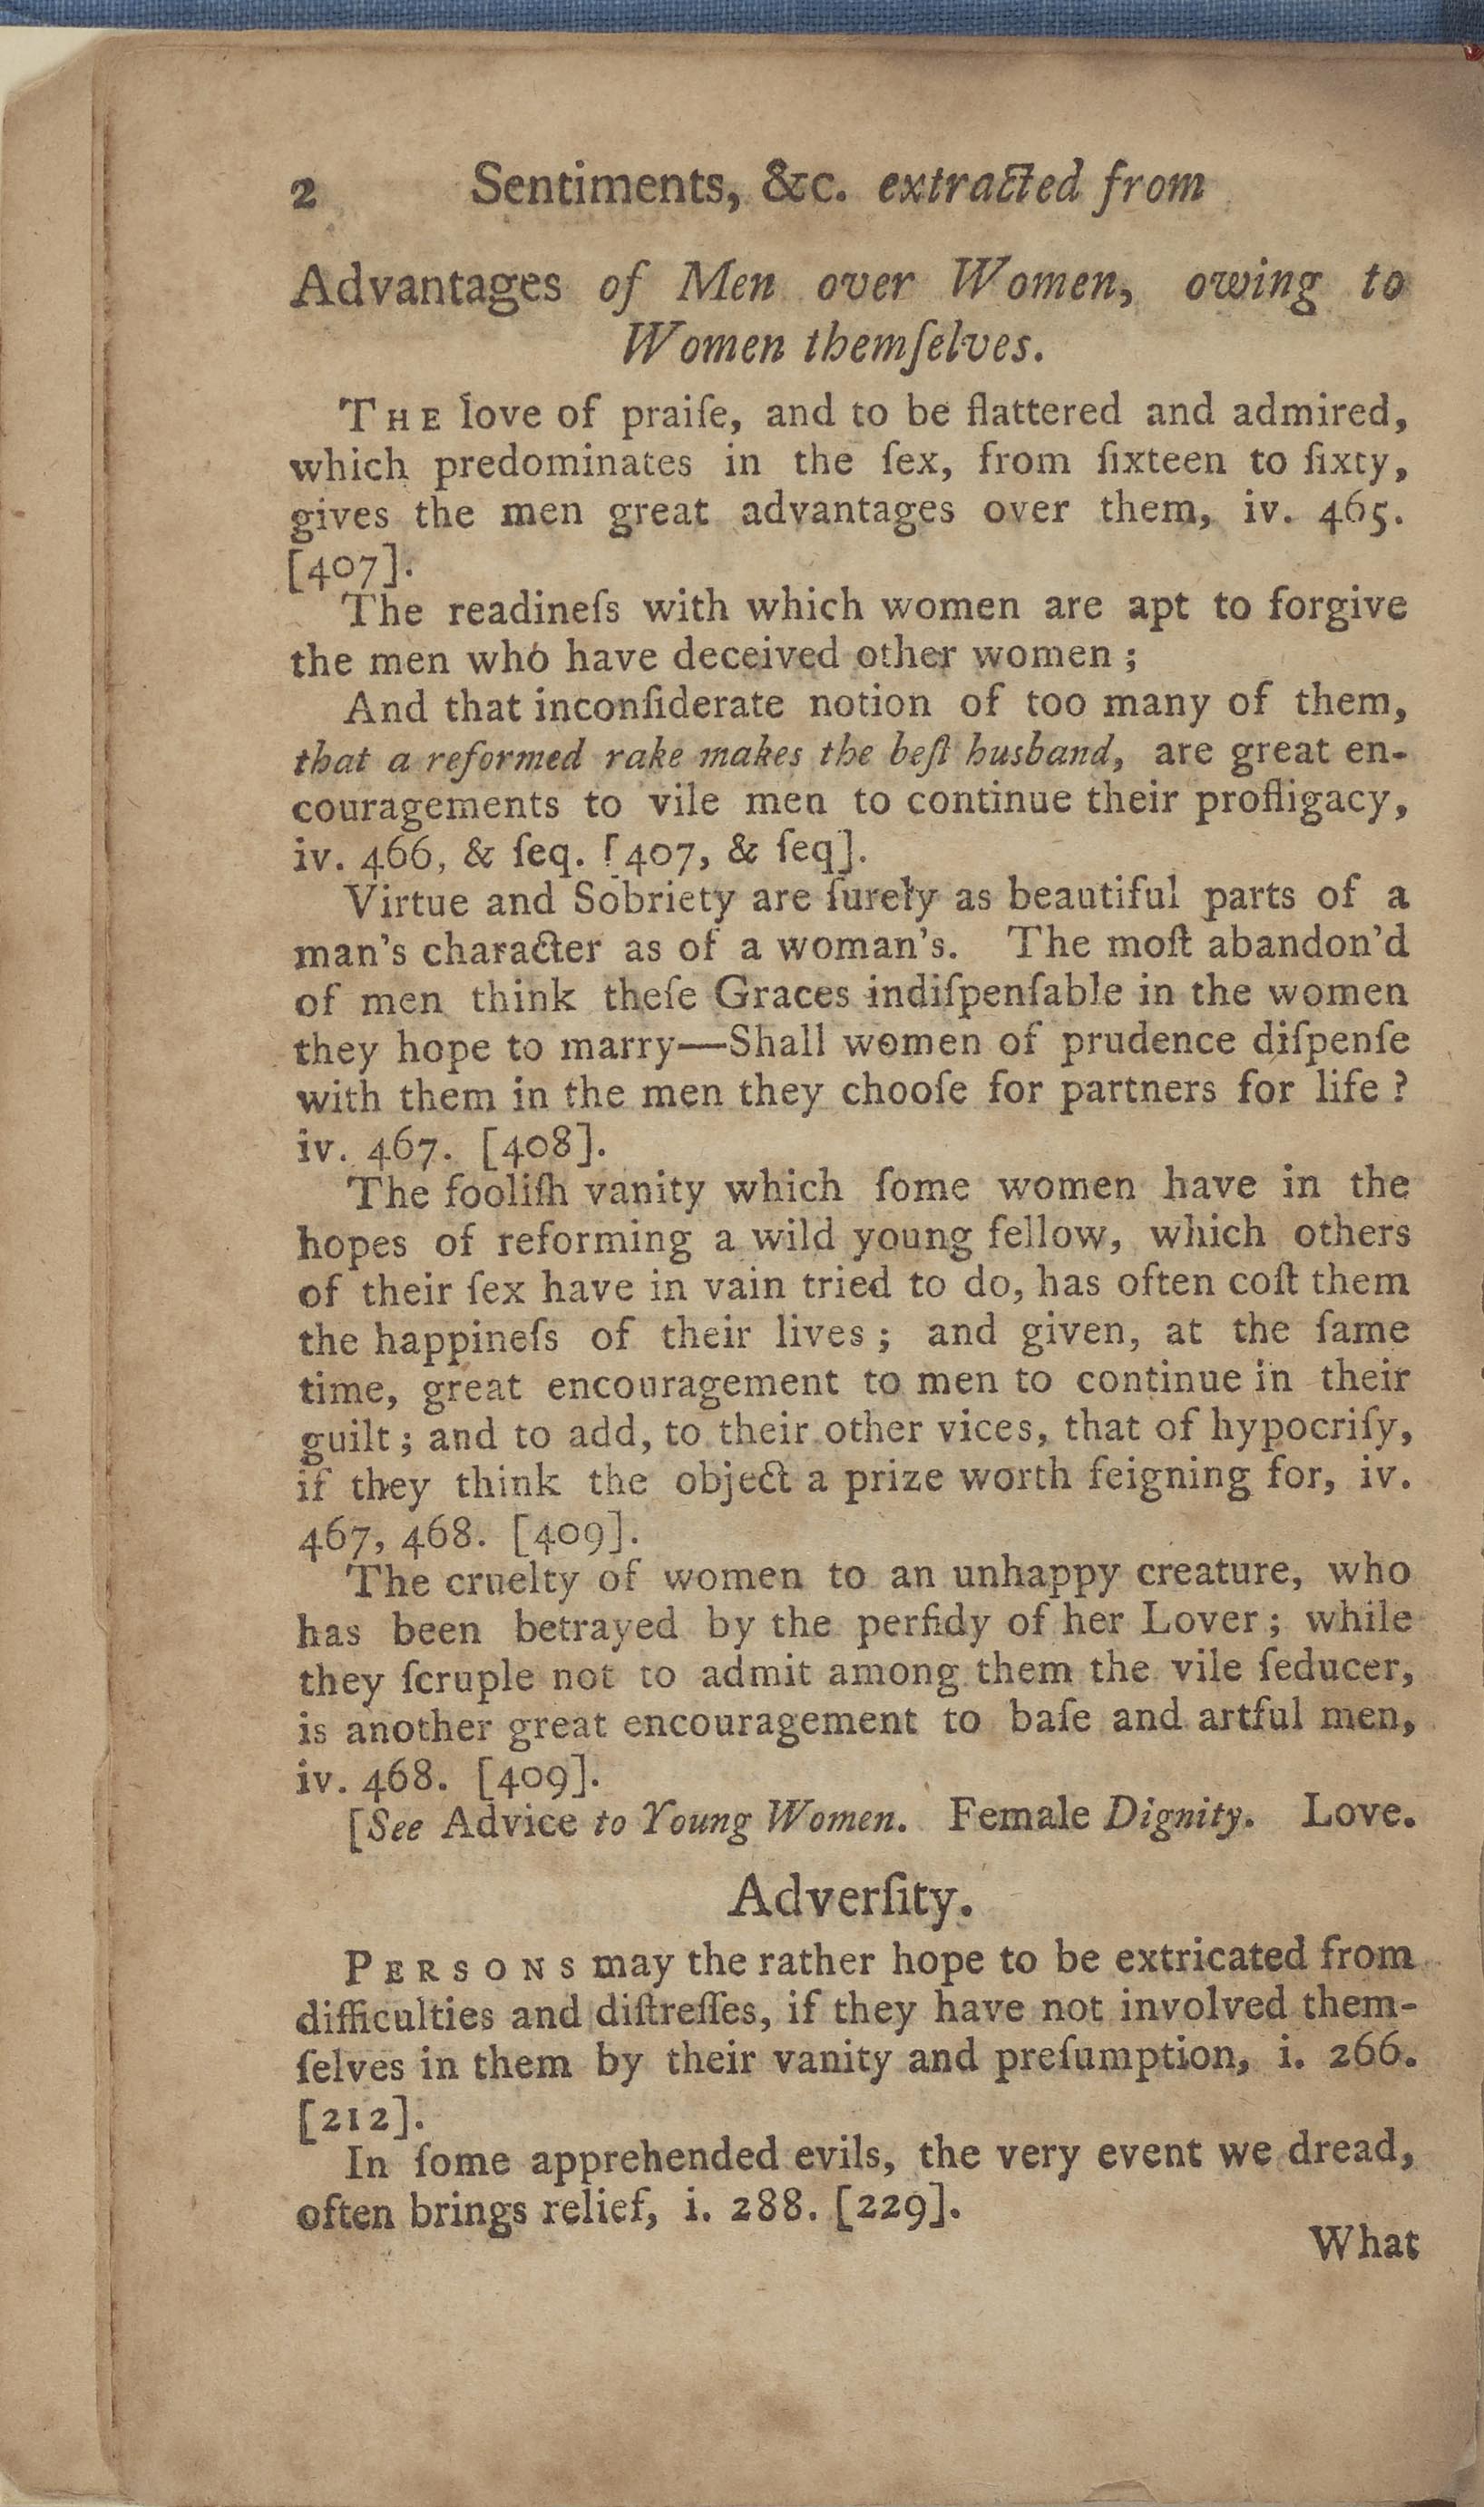 2 Sentiments, &c. extracted from
Advantages of Men over Women, owing to
Women themſelves.
THE love of praiſe, and to be flattered and admired,
which predominates in the ſex, from ſixteen to ſixty,
gives the men great advantages over them, iv. 465.
[407].
The readineſs with which women are apt to forgive
the men who have deceived other women ;
And that inconſiderate notion of too many of them,
that a reformed rake makes the beſt husband, are great en-
couragements to vile men to continue their profligacy,
iv. 466, & ſeq. [407, & ſeq].
Virtue and Sobriety are ſurely as beautiful parts of a
man's character as of a woman's. The moſt abandon'd
of men think theſe Graces indiſpenſable in the women
they hope to marry—Shall women of prudence diſpenſe
with them in the men they chooſe for partners for life ?
iv. 467. [408].
The fooliſh vanity which ſome women have in the
hopes of reforming a wild young fellow, which others
of their ſex have in vain tried to do, has often coſt them
the happineſs of their lives ; and given, at the ſame
time, great encouragement to men to continue in their
guilt ; and to add, to their other vices, that of hypocriſy,
if they think the object a prize worth feigning for, iv.
467, 468. [409].
The cruelty of women to an unhappy creature, who
has been betrayed by the perfidy of her Lover ; while
they ſcruple not to admit among them the vile ſeducer,
is another great encouragement to baſe and artful men,
iv. 468. [409].
[See Advice to Young Women. Female Dignity. Love.
Adverſity.
PERSONS may the rather hope to be extricated from
difficulties and diſtreſſes, if they have not involved them-
ſelves in them by their vanity and preſumption, i. 266.
[212].
In ſome apprehended evils, the very event we dread,
often brings relief, i. 288. [229].
What